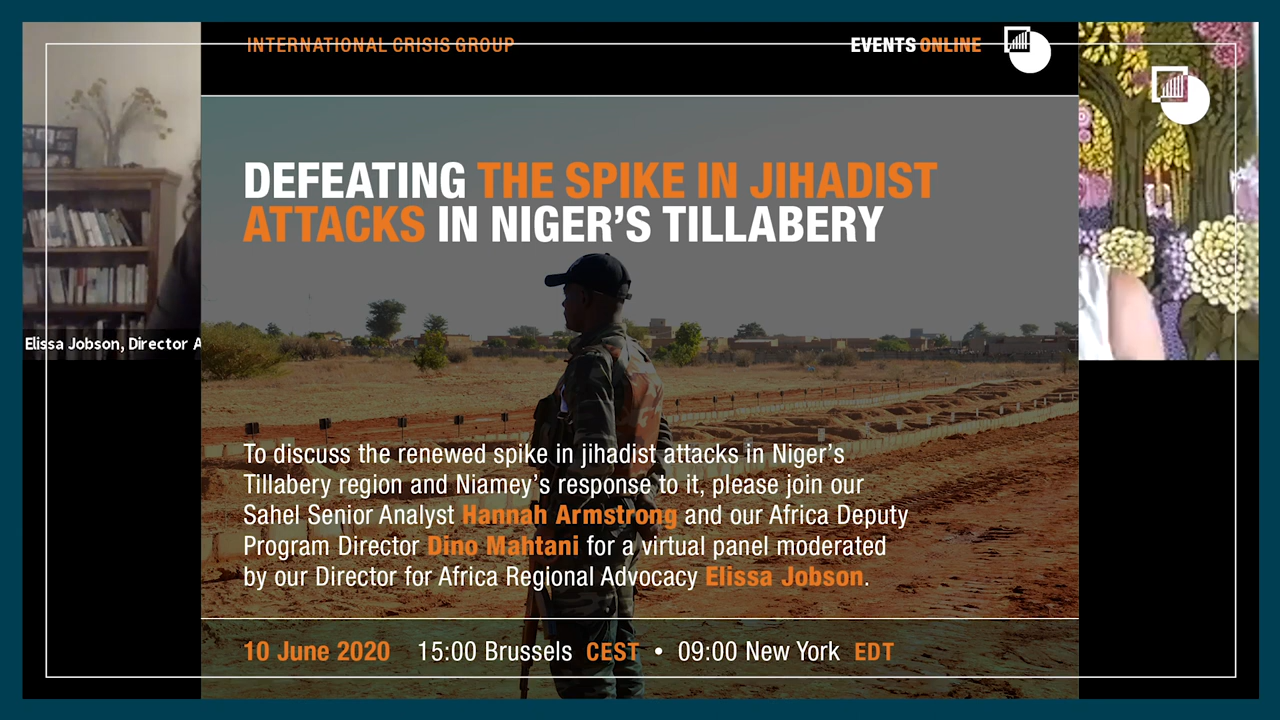 INTERNATIONAL CRISIS GROUP
EVENTS ONLINE
DEFEATING THE SPIKE IN JIHADIST
ATTACKS IN NIGER'S TILLABERY
Elissa Jobson, Director A
To discuss the renewed spike in jihadist attacks in Niger's
Tillabery region and Niamey's response to it, please join our
Sahel Senior Analyst Hannah Armstrong and our Africa Deputy
Program Director Dino Mahtani for a virtual panel moderated
by our Director for Africa Regional Advocacy Elissa Jobson.
10 June 2020 15:00 Brussels CEST • 09:00 New York EDT